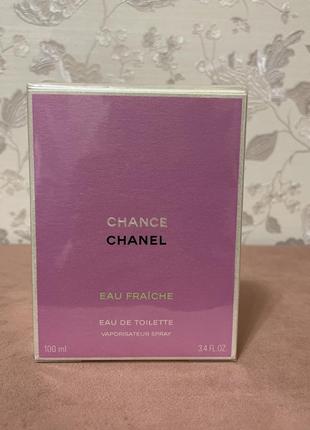 CHANCE
CHANEL
EAU FRAÎCHE
EAU DE TOILETTE
VAPORISATEUR SPRAY
100 ml 3.4 FL. OZ.